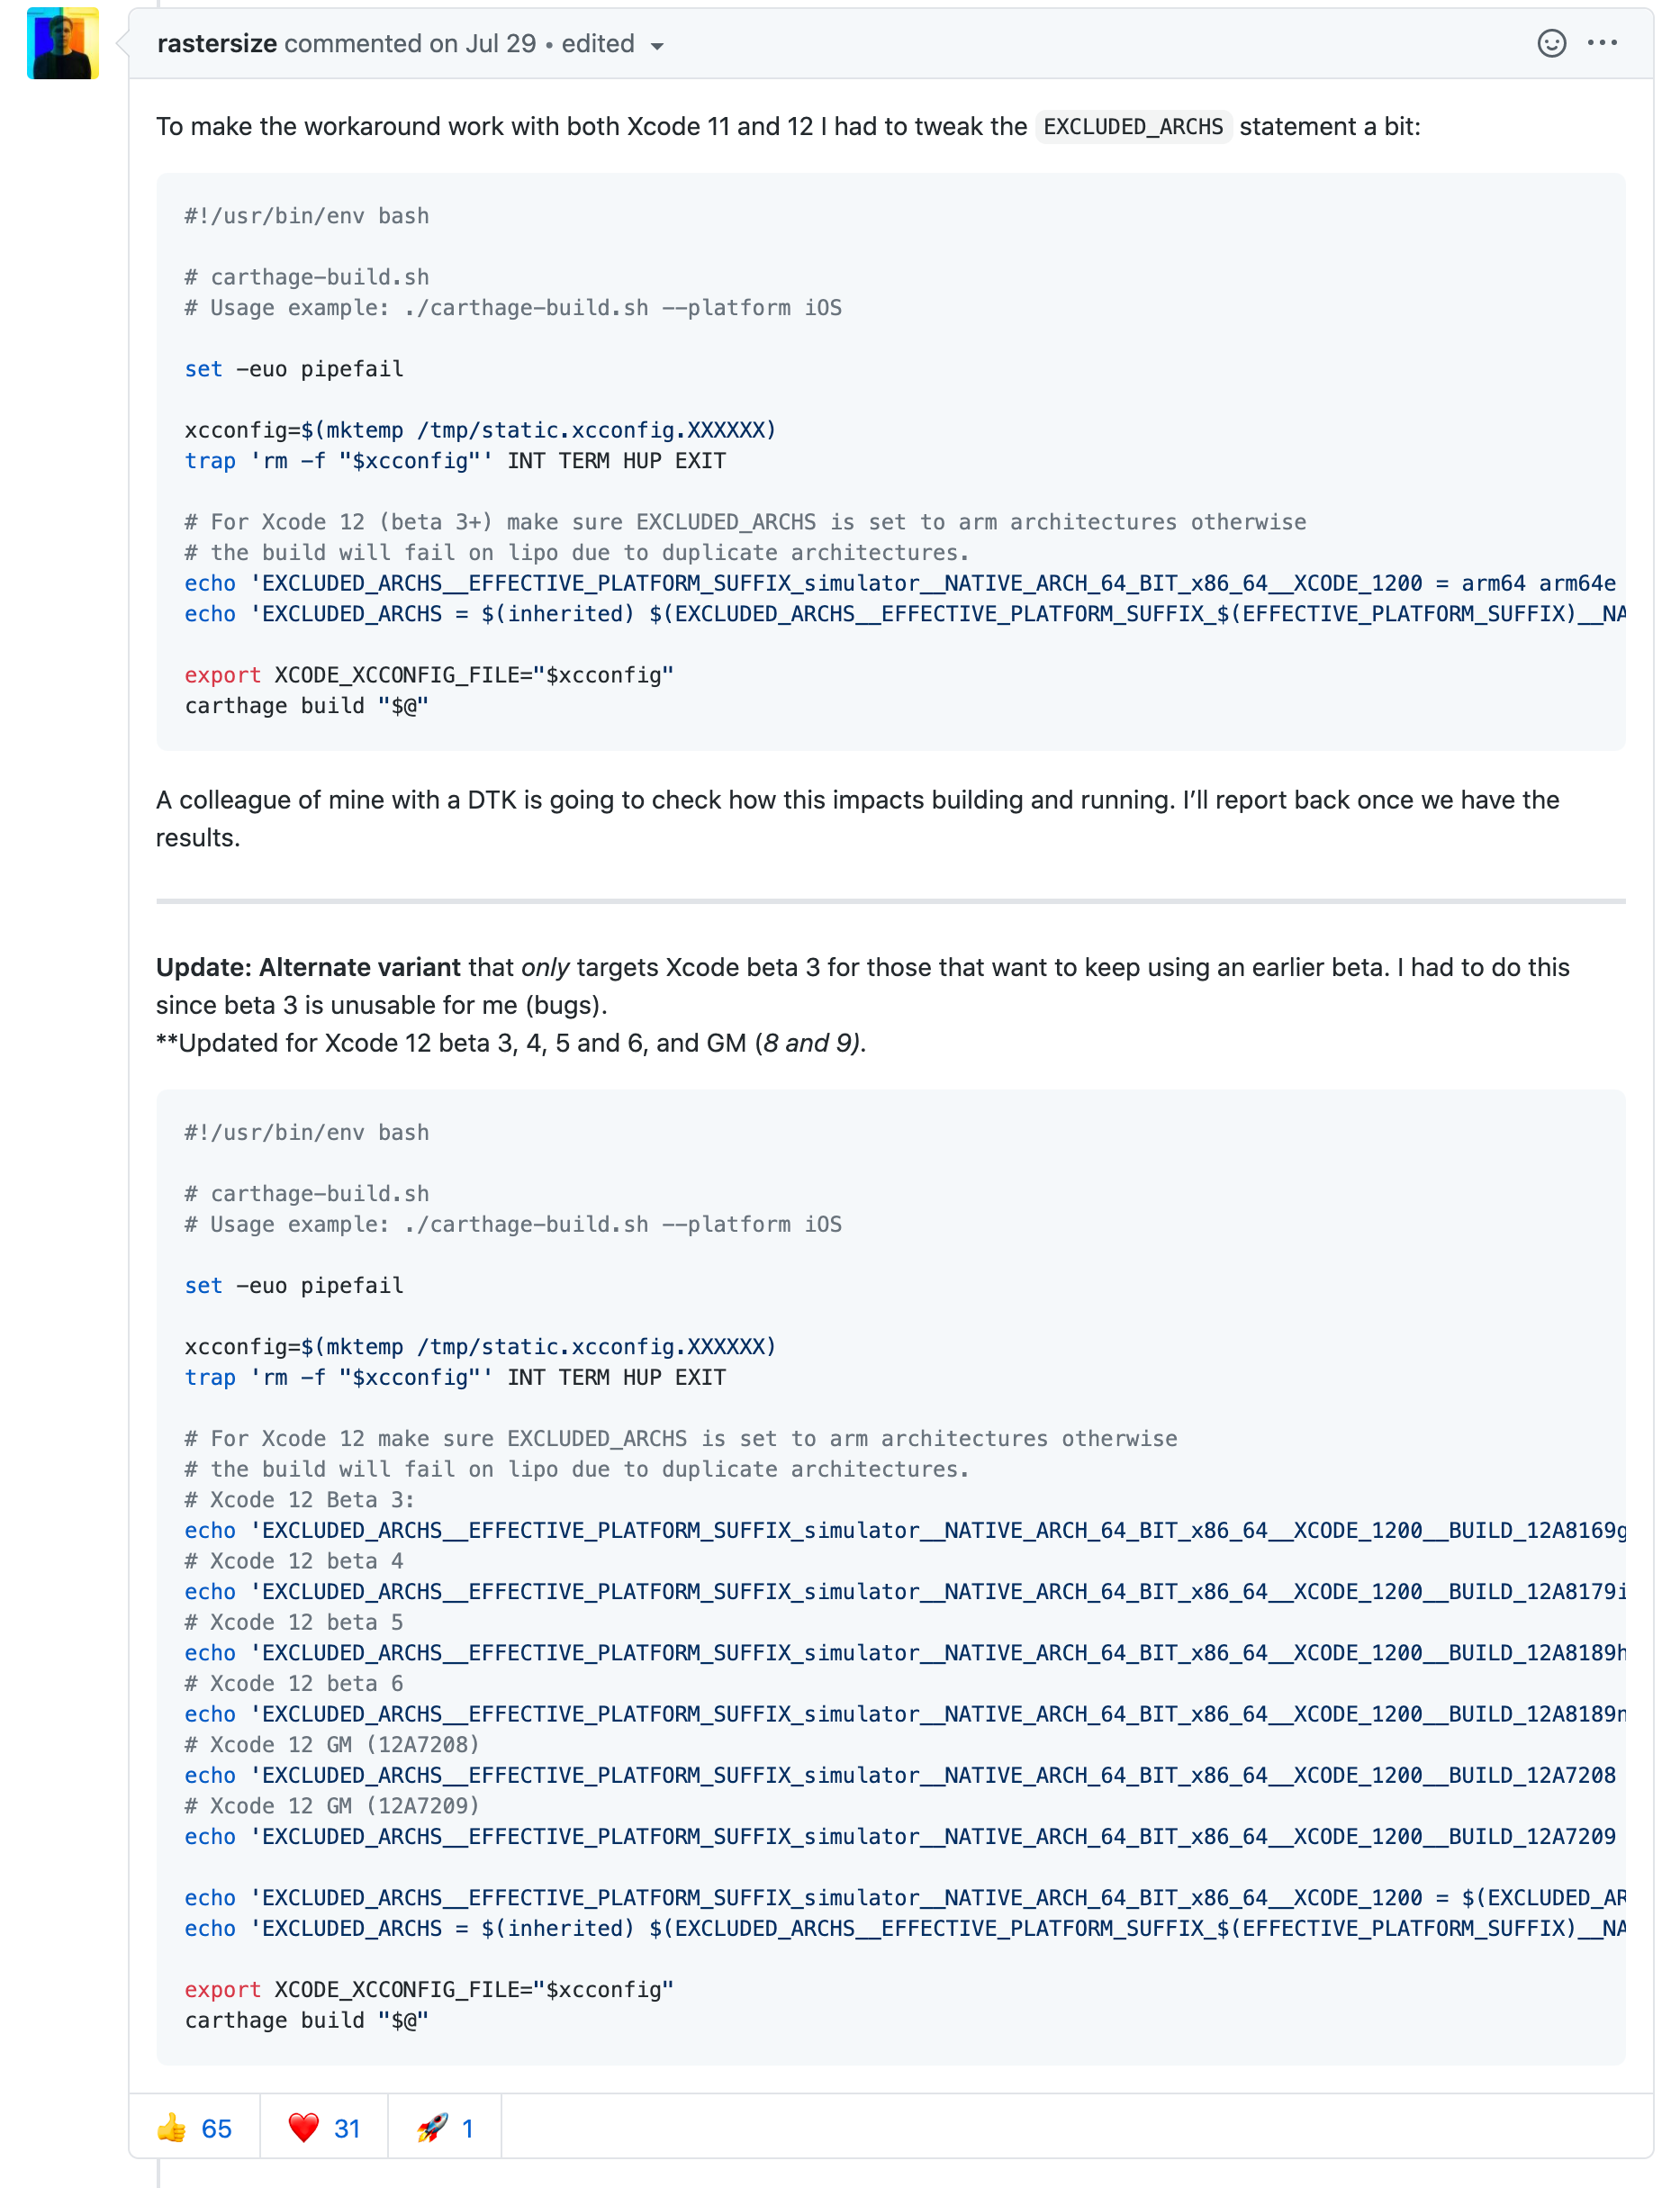 rastersize commented on Jul 29 • edited
To make the workaround work with both Xcode 11 and 12 I had to tweak the EXCLUDED_ARCHS statement a bit:
#!/usr/bin/env bash
# carthage-build.sh
# Usage example: ./carthage-build.sh --platform iOS
set -euo pipefail
xcconfig=$(mktemp /tmp/static.xcconfig.XXXXXX)
trap 'rm -f "$xcconfig"' INT TERM HUP EXIT
# For Xcode 12 (beta 3+) make sure EXCLUDED_ARCHS is set to arm architectures otherwise
# the build will fail on lipo due to duplicate architectures.
echo 'EXCLUDED_ARCHS__EFFECTIVE_PLATFORM_SUFFIX_simulator__NATIVE_ARCH_64_BIT_x86_64__XCODE_1200 = arm64 arm64e
echo 'EXCLUDED_ARCHS = $(inherited) $(EXCLUDED_ARCHS__EFFECTIVE_PLATFORM_SUFFIX_$(EFFECTIVE_PLATFORM_SUFFIX)__NA
export XCODE_XCCONFIG_FILE="$xcconfig"
carthage build "$@"
A colleague of mine with a DTK is going to check how this impacts building and running. I’ll report back once we have the
results.
Update: Alternate variant that only targets Xcode beta 3 for those that want to keep using an earlier beta. I had to do this
since beta 3 is unusable for me (bugs).
**Updated for Xcode 12 beta 3, 4, 5 and 6, and GM (8 and 9).
#!/usr/bin/env bash
# carthage-build.sh
# Usage example: ./carthage-build.sh --platform iOS
set -euo pipefail
xcconfig=$(mktemp /tmp/static.xcconfig.XXXXXX)
trap 'rm -f "$xcconfig"' INT TERM HUP EXIT
# For Xcode 12 make sure EXCLUDED_ARCHS is set to arm architectures otherwise
# the build will fail on lipo due to duplicate architectures.
# Xcode 12 Beta 3:
echo 'EXCLUDED_ARCHS__EFFECTIVE_PLATFORM_SUFFIX_simulator__NATIVE_ARCH_64_BIT_x86_64__XCODE_1200__BUILD_12A8169g
# Xcode 12 beta 4
echo 'EXCLUDED_ARCHS__EFFECTIVE_PLATFORM_SUFFIX_simulator__NATIVE_ARCH_64_BIT_x86_64__XCODE_1200__BUILD_12A8179i
# Xcode 12 beta 5
echo 'EXCLUDED_ARCHS__EFFECTIVE_PLATFORM_SUFFIX_simulator__NATIVE_ARCH_64_BIT_x86_64__XCODE_1200__BUILD_12A8189h
# Xcode 12 beta 6
echo 'EXCLUDED_ARCHS__EFFECTIVE_PLATFORM_SUFFIX_simulator__NATIVE_ARCH_64_BIT_x86_64__XCODE_1200__BUILD_12A8189n
# Xcode 12 GM (12A7208)
echo 'EXCLUDED_ARCHS__EFFECTIVE_PLATFORM_SUFFIX_simulator__NATIVE_ARCH_64_BIT_x86_64__XCODE_1200__BUILD_12A7208
# Xcode 12 GM (12A7209)
echo 'EXCLUDED_ARCHS__EFFECTIVE_PLATFORM_SUFFIX_simulator__NATIVE_ARCH_64_BIT_x86_64__XCODE_1200__BUILD_12A7209
echo 'EXCLUDED_ARCHS__EFFECTIVE_PLATFORM_SUFFIX_simulator__NATIVE_ARCH_64_BIT_x86_64__XCODE_1200 = $(EXCLUDED_AR
echo 'EXCLUDED_ARCHS = $(inherited) $(EXCLUDED_ARCHS__EFFECTIVE_PLATFORM_SUFFIX_$(EFFECTIVE_PLATFORM_SUFFIX)__NA
export XCODE_XCCONFIG_FILE="$xcconfig"
carthage build "$@"
👍 65 ❤️ 31 🚀 1